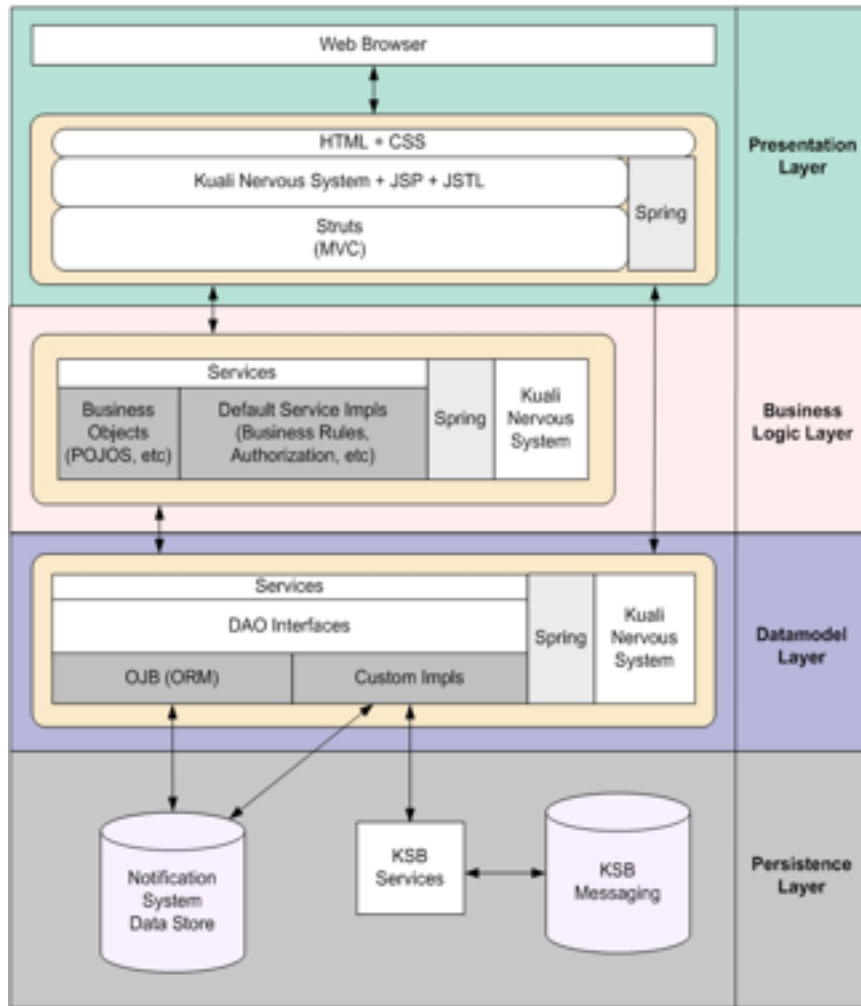 Web Browser
HTML + CSS
Kuali Nervous System + JSP + JSTL
Struts
(MVC)
Spring
Presentation
Layer
Services
Business
Objects
(POJOS, etc)
Default Service Impls
(Business Rules,
Authorization, etc)
Spring
Kuali
Nervous
System
Business
Logic Layer
Services
DAO Interfaces
OJB (ORM)
Custom Impls
Spring
Kuali
Nervous
System
Datamodel
Layer
Notification
System
Data Store
KSB
Services
KSB
Messaging
Persistence
Layer